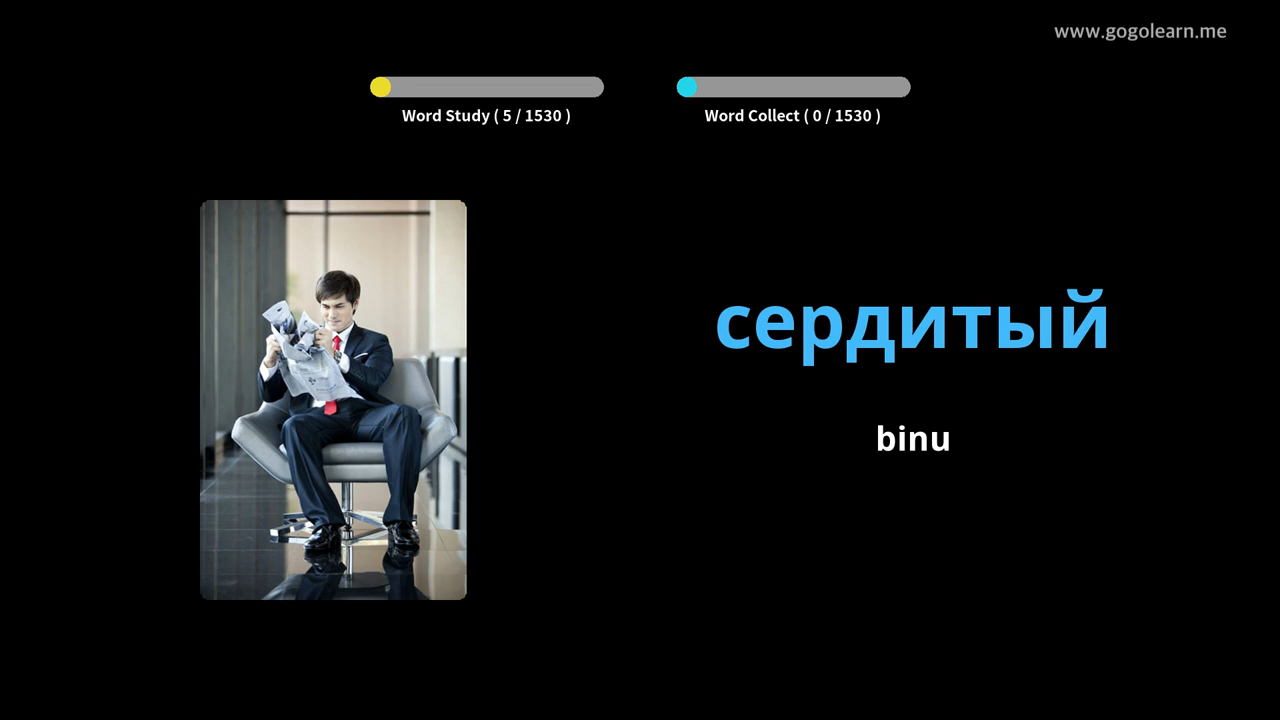 www.gogolearn.me
Word Study ( 5 / 1530 )
Word Collect ( 0 / 1530 )
сердитый
binu